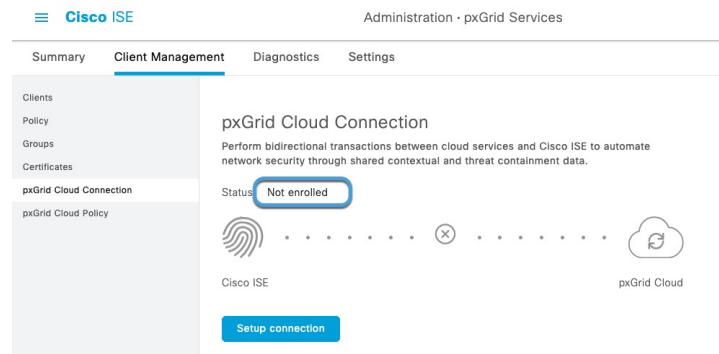 Cisco ISE
Administration · pxGrid Services
Summary Client Management Diagnostics Settings
Clients
Policy
Groups
Certificates
pxGrid Cloud Connection
pxGrid Cloud Policy
pxGrid Cloud Connection
Perform bidirectional transactions between cloud services and Cisco ISE to automate
network security through shared contextual and threat containment data.
Status Not enrolled
Cisco ISE
pxGrid Cloud
Setup connection